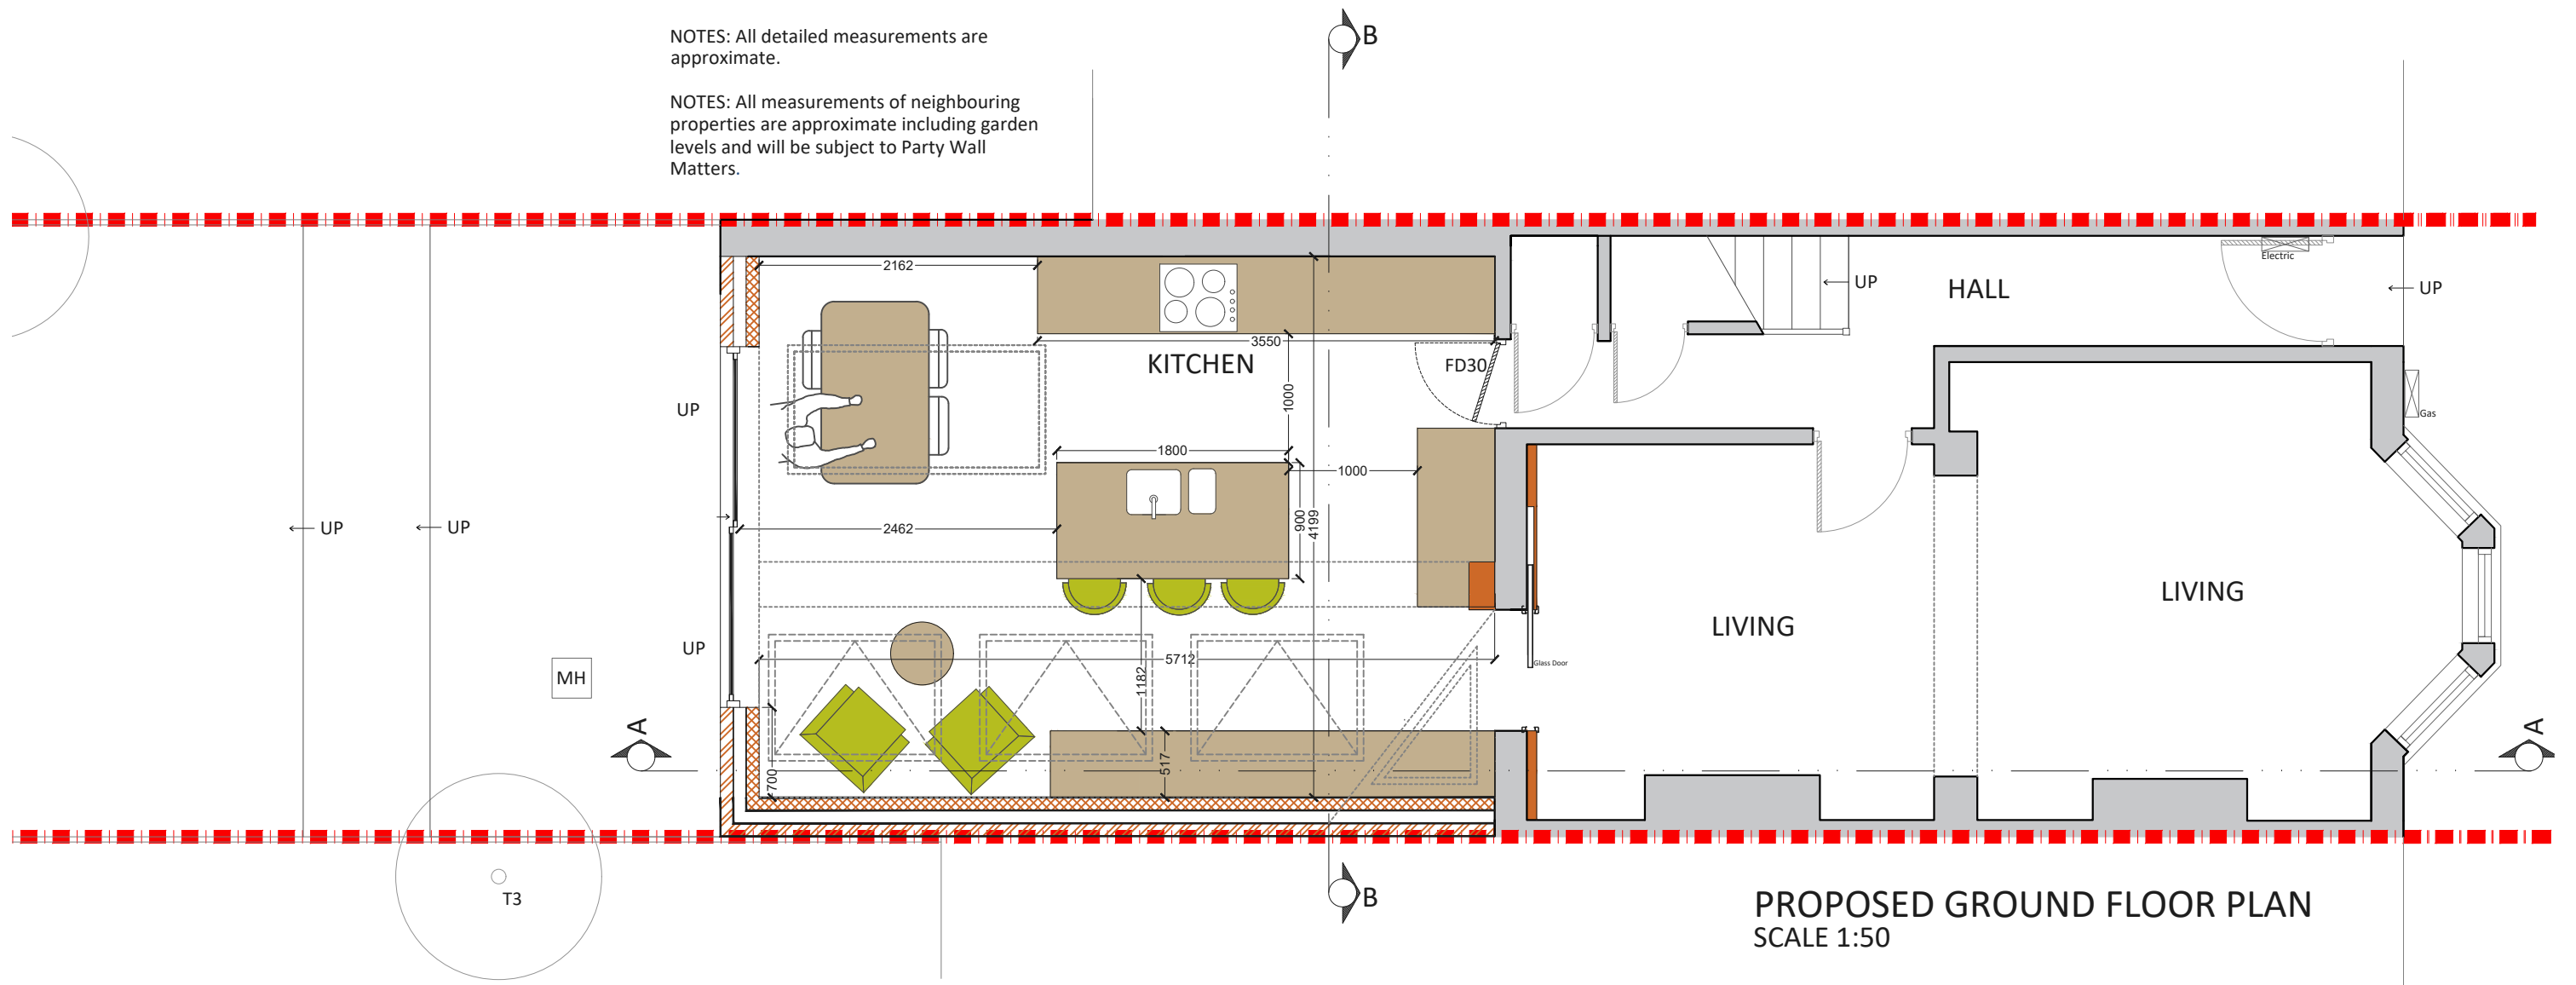 NOTES: All detailed measurements are
approximate.
NOTES: All measurements of neighbouring
properties are approximate including garden
levels and will be subject to Party Wall
Matters.
B
2162
Electric
UP
HALL
UP
3550
KITCHEN
FD30
1000
UP
Gas
1800
1000
UP
UP
2462
900
4199
LIVING
LIVING
UP
5712
Glass Door
MH
1182
A
A
517
700
T3
B
PROPOSED GROUND FLOOR PLAN
SCALE 1:50